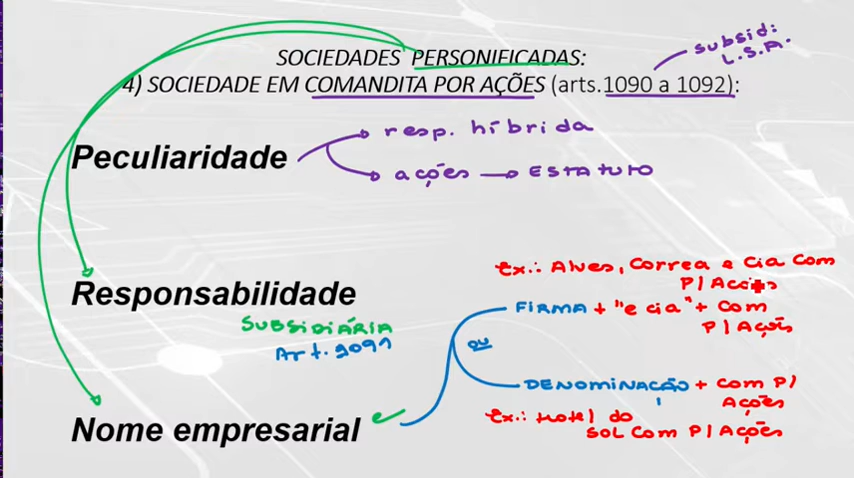 SOCIEDADES PERSONIFICADAS:
4) SOCIEDADE EM COMANDITA POR AÇÕES (arts.1090 a 1092):
subsid:
L.S.A.
Peculiaridade
resp. híbrida
ações → ESTATUTO
Responsabilidade
SUBSIDIÁRIA
Art. 1091
Nome empresarial
Ex.: Alves, Correa e Cia Com
P/ Ações
FIRMA + "e cia" + com
P/ Ações
ou
DENOMINAÇÃO + com P/
Ações
Ex.: Hotel do
SOL Com P/ Ações